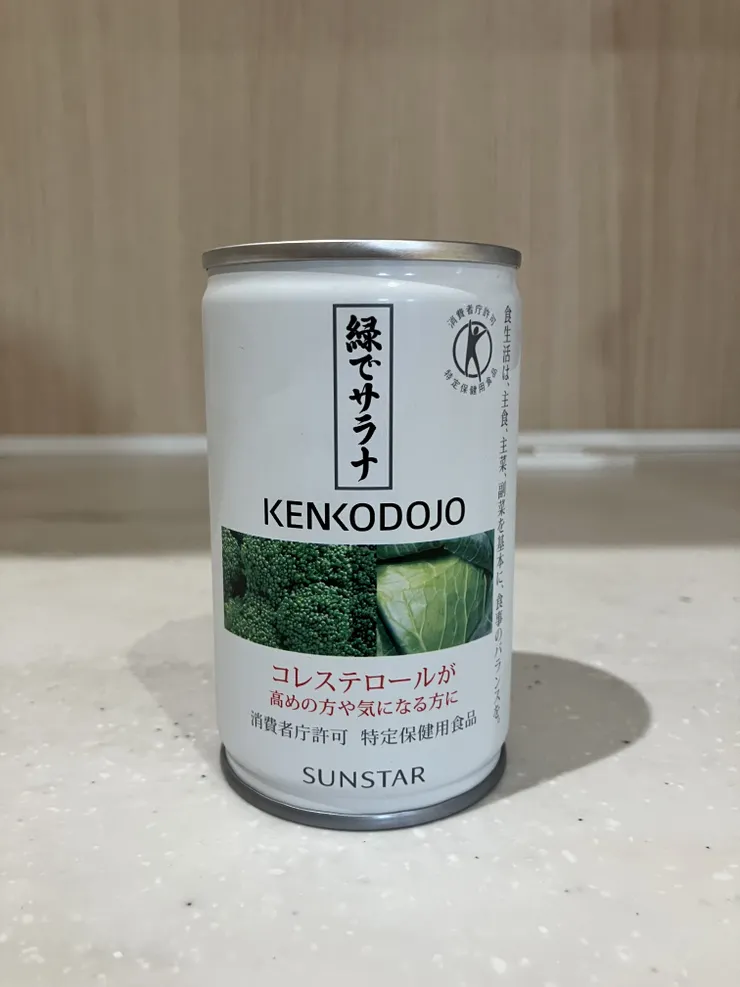 緑でサラナ
消費者庁許可
特定保健用食品
食生活は、主食、主菜、副菜を基本に、食事のバランスを。
KENKODOJO
コレステロールが
高めの方や気になる方に
消費者庁許可 特定保健用食品
SUNSTAR